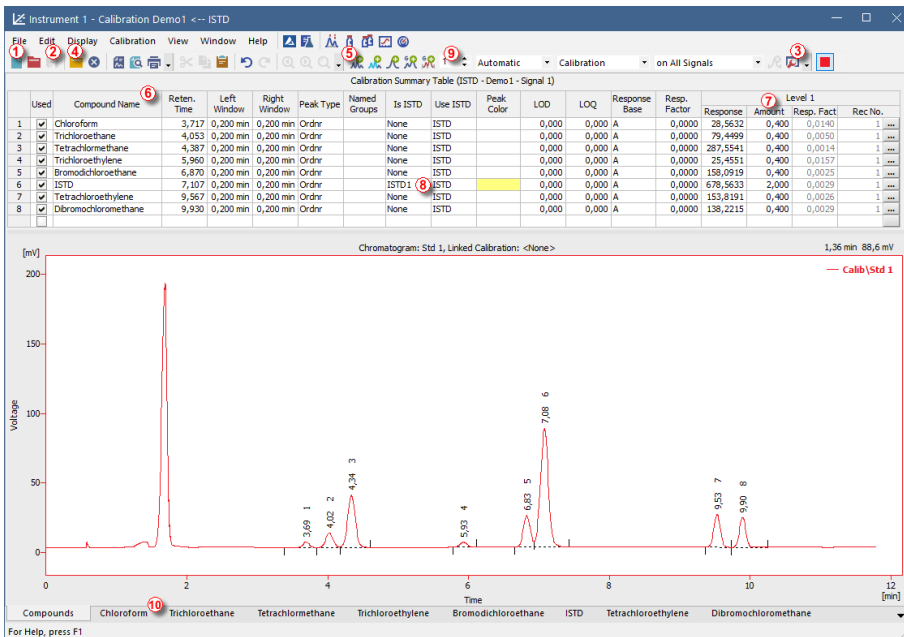 Instrument 1 - Calibration Demo1 <-- ISTD
File Edit Display Calibration View Window Help
1 2 4 5 9 3
Automatic Calibration on All Signals
Calibration Summary Table (ISTD - Demo1 - Signal 1)
Used Compound Name 6 Reten. Time Left Window Right Window Peak Type Named Groups Is ISTD Use ISTD Peak Color LOD LOQ Response Base Resp. Factor 7 Level 1
Response Amount Resp. Fact Rec No.
1 Chloroform 3,717 0,200 min 0,200 min Ordnr None ISTD 0,000 0,000 A 0,0000 28,5632 0,400 0,0140 1 ...
2 Trichloroethane 4,053 0,200 min 0,200 min Ordnr None ISTD 0,000 0,000 A 0,0000 79,4499 0,400 0,0050 1 ...
3 Tetrachlormethane 4,387 0,200 min 0,200 min Ordnr None ISTD 0,000 0,000 A 0,0000 287,5541 0,400 0,0014 1 ...
4 Trichloroethylene 5,960 0,200 min 0,200 min Ordnr None ISTD 0,000 0,000 A 0,0000 25,4551 0,400 0,0157 1 ...
5 Bromodichloroethane 6,870 0,200 min 0,200 min Ordnr None ISTD 0,000 0,000 A 0,0000 158,0919 0,400 0,0025 1 ...
6 ISTD 7,107 0,200 min 0,200 min Ordnr ISTD1 8 ISTD 0,000 0,000 A 0,0000 678,5633 2,000 0,0029 1 ...
7 Tetrachloroethylene 9,567 0,200 min 0,200 min Ordnr None ISTD 0,000 0,000 A 0,0000 153,8191 0,400 0,0026 1 ...
8 Dibromochloromethane 9,930 0,200 min 0,200 min Ordnr None ISTD 0,000 0,000 A 0,0000 138,2215 0,400 0,0029 1 ...
[mV] Chromatogram: Std 1, Linked Calibration: <None> 1,36 min 88,6 mV
Calib\Std 1
200
150
100
50
0
Voltage
3,69 1
4,02 2
4,34 3
5,93 4
6,83 5
7,08 6
9,53 7
9,90 8
0 2 4 6 8 10 12
Time [min]
10
Compounds Chloroform Trichloroethane Tetrachlormethane Trichloroethylene Bromodichloroethane ISTD Tetrachloroethylene Dibromochloromethane
For Help, press F1